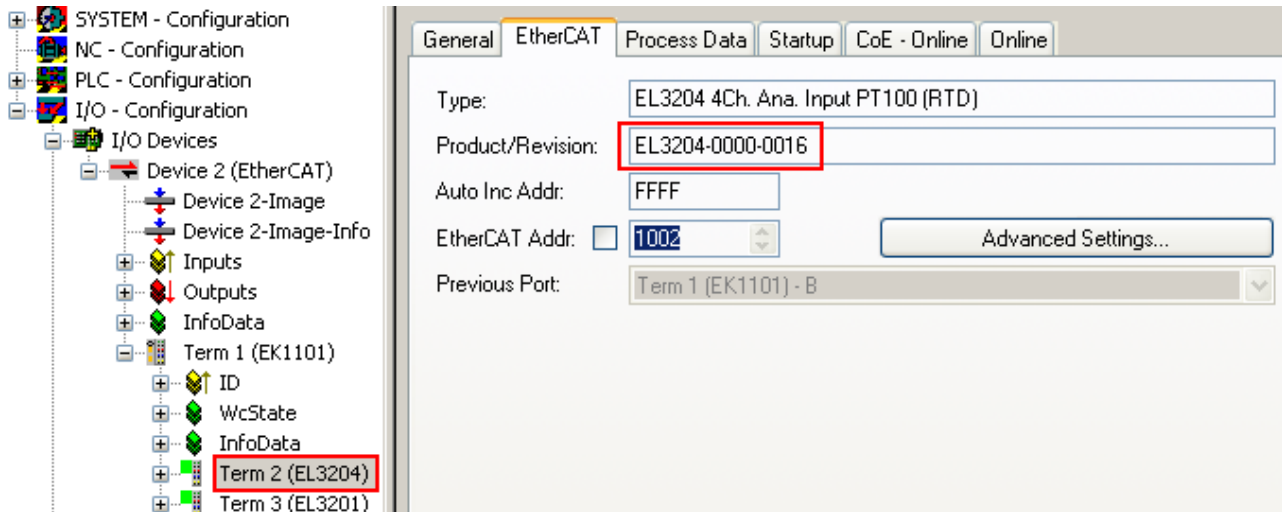 SYSTEM - Configuration
NC - Configuration
PLC - Configuration
I/O - Configuration
I/O Devices
Device 2 (EtherCAT)
Device 2-Image
Device 2-Image-Info
Inputs
Outputs
InfoData
Term 1 (EK1101)
ID
WcState
InfoData
Term 2 (EL3204)
Term 3 (EL3201)
General EtherCAT Process Data Startup CoE - Online Online
Type: EL3204 4Ch. Ana. Input PT100 (RTD)
Product/Revision: EL3204-0000-0016
Auto Inc Addr: FFFF
EtherCAT Addr: 1002 Advanced Settings...
Previous Port: Term 1 (EK1101) - B